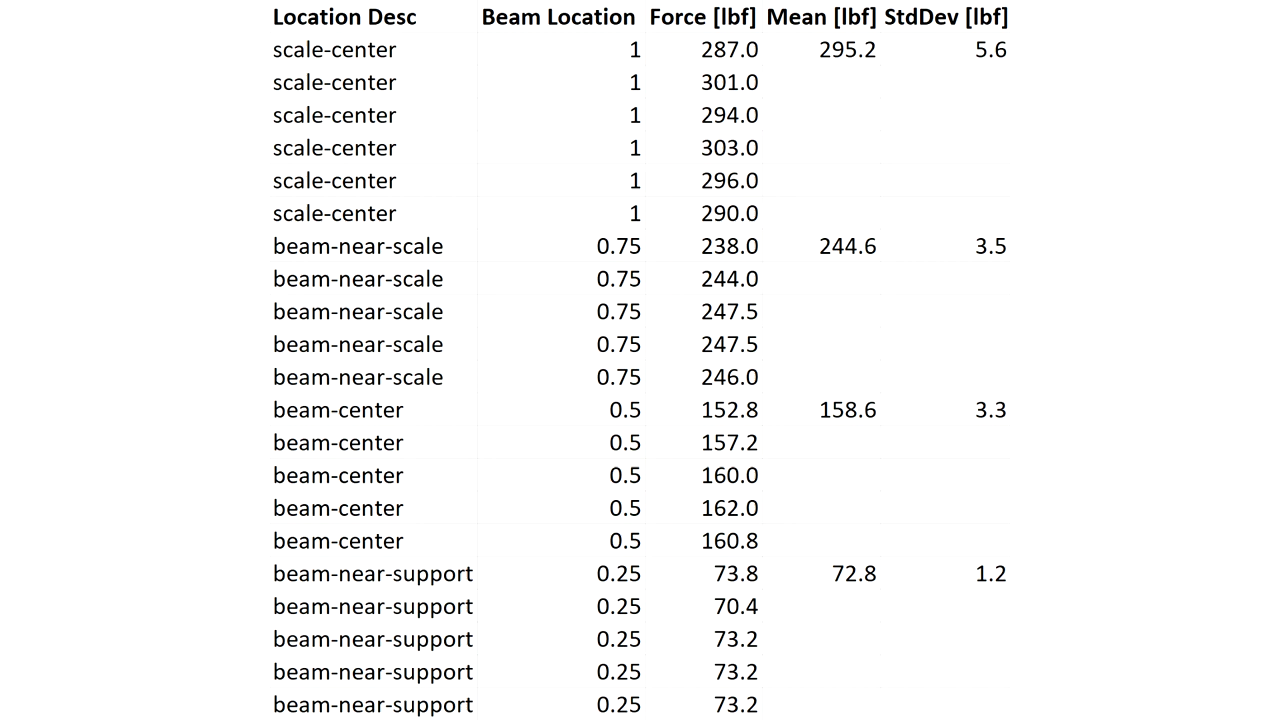 Location Desc Beam Location Force [lbf] Mean [lbf] StdDev [lbf]
scale-center 1 287.0 295.2 5.6
scale-center 1 301.0
scale-center 1 294.0
scale-center 1 303.0
scale-center 1 296.0
scale-center 1 290.0
beam-near-scale 0.75 238.0 244.6 3.5
beam-near-scale 0.75 244.0
beam-near-scale 0.75 247.5
beam-near-scale 0.75 247.5
beam-near-scale 0.75 246.0
beam-center 0.5 152.8 158.6 3.3
beam-center 0.5 157.2
beam-center 0.5 160.0
beam-center 0.5 162.0
beam-center 0.5 160.8
beam-near-support 0.25 73.8 72.8 1.2
beam-near-support 0.25 70.4
beam-near-support 0.25 73.2
beam-near-support 0.25 73.2
beam-near-support 0.25 73.2